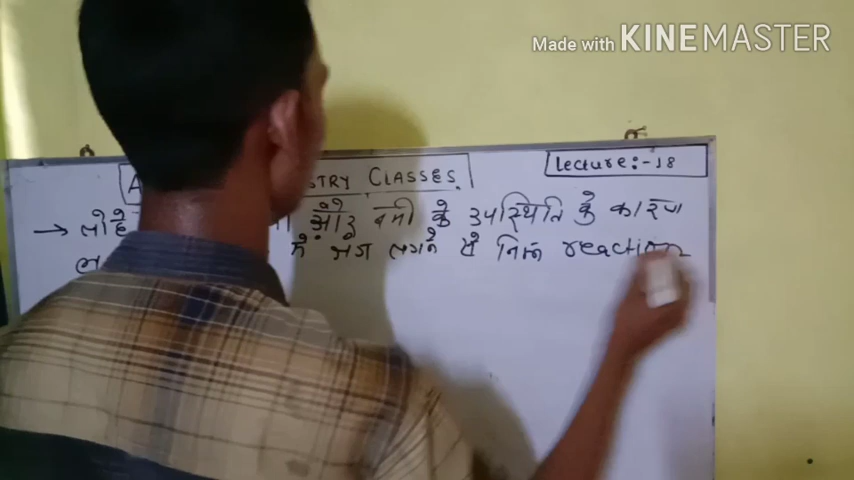 Made with KINEMASTER
Lecture:-18
STRY CLASSES.
→ लोहे और नमी के उपस्थिति के कारण
में जंग लगने से निम्न reaction